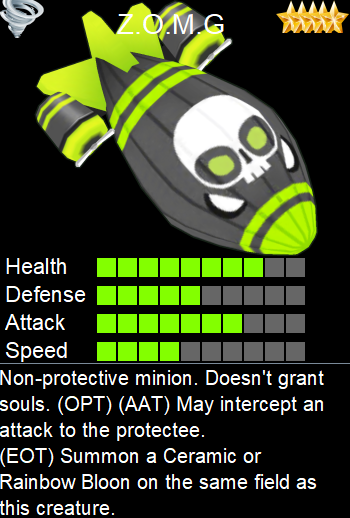 Z.O.M.G
Health
Defense
Attack
Speed
Non-protective minion. Doesn't grant
souls. (OPT) (AAT) May intercept an
attack to the protectee.
(EOT) Summon a Ceramic or
Rainbow Bloon on the same field as
this creature.